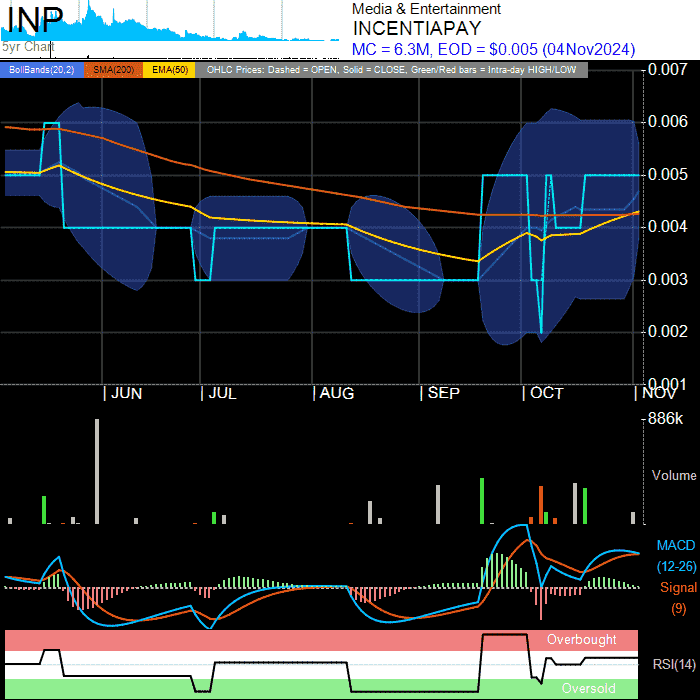 INP
5yr Chart
Media & Entertainment
INCENTIAPAY
MC = 6.3M, EOD = $0.005 (04Nov2024)
BollBands(20,2) SMA(200) EMA(50) OHLC Prices: Dashed = OPEN, Solid = CLOSE, Green/Red bars = Intra-day HIGH/LOW
0.007
0.006
0.005
0.004
0.003
0.002
0.001
JUN JUL AUG SEP OCT NOV
886k
Volume
MACD
(12-26)
Signal
(9)
Overbought
RSI(14)
Oversold